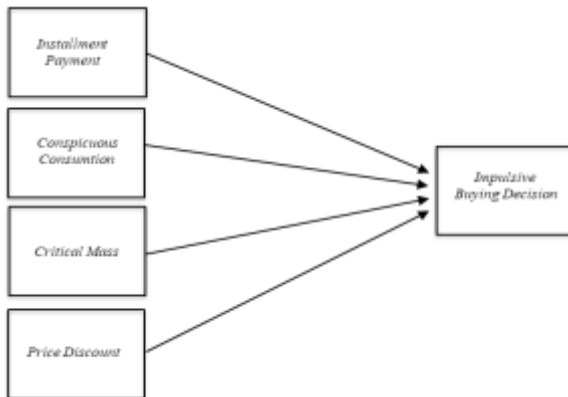 Installment
Payment
Conspicuous
Consumtion
Impulsive
Buying Decision
Critical Mass
Price Discount